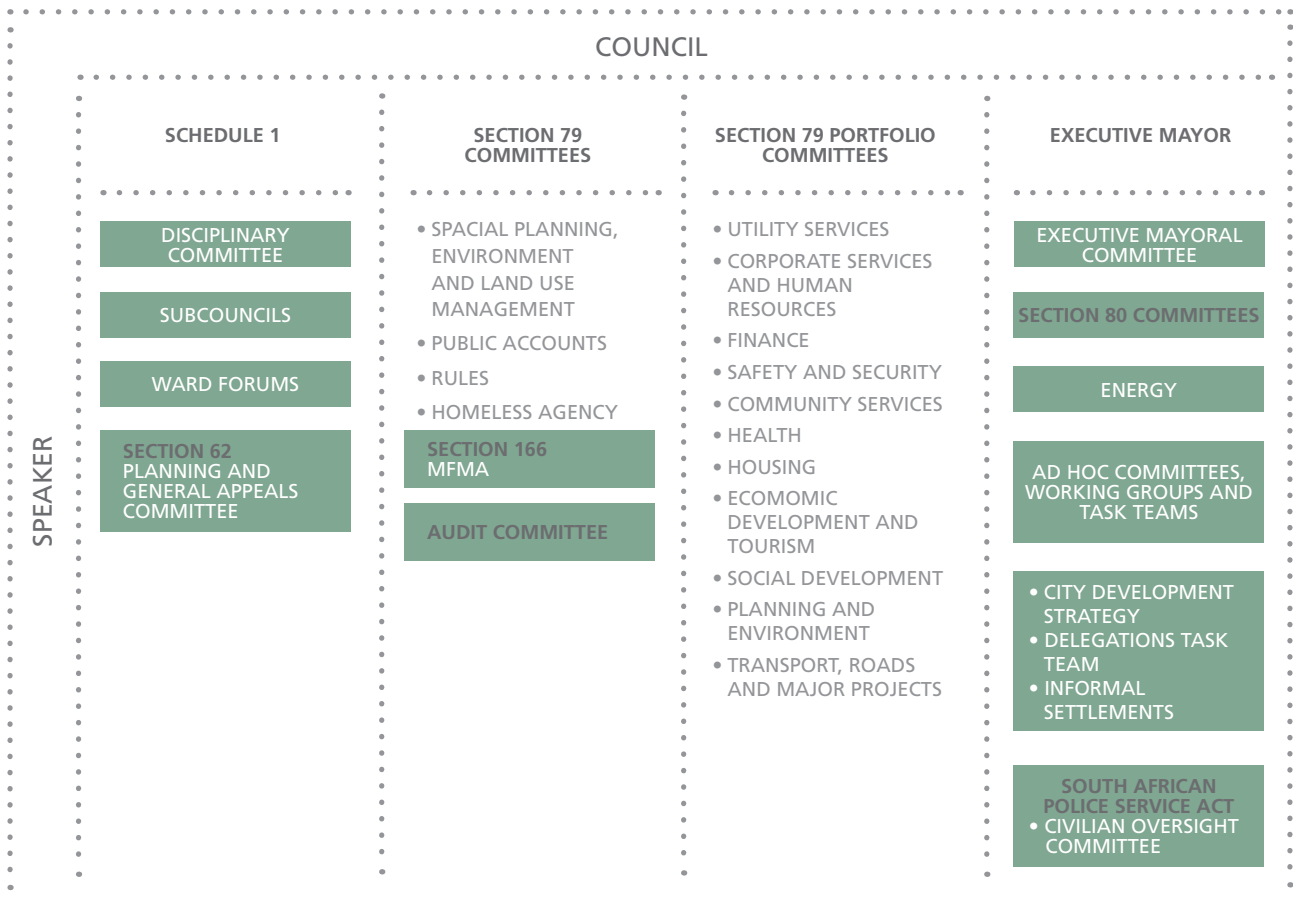 COUNCIL
SPEAKER
SCHEDULE 1
DISCIPLINARY
COMMITTEE
SUBCOUNCILS
WARD FORUMS
SECTION 62
PLANNING AND
GENERAL APPEALS
COMMITTEE
SECTION 79
COMMITTEES
• SPACIAL PLANNING,
ENVIRONMENT
AND LAND USE
MANAGEMENT
• PUBLIC ACCOUNTS
• RULES
• HOMELESS AGENCY
SECTION 166
MFMA
AUDIT COMMITTEE
SECTION 79 PORTFOLIO
COMMITTEES
• UTILITY SERVICES
• CORPORATE SERVICES
AND HUMAN
RESOURCES
• FINANCE
• SAFETY AND SECURITY
• COMMUNITY SERVICES
• HEALTH
• HOUSING
• ECOMOMIC
DEVELOPMENT AND
TOURISM
• SOCIAL DEVELOPMENT
• PLANNING AND
ENVIRONMENT
• TRANSPORT, ROADS
AND MAJOR PROJECTS
EXECUTIVE MAYOR
EXECUTIVE MAYORAL
COMMITTEE
SECTION 80 COMMITTEES
ENERGY
AD HOC COMMITTEES,
WORKING GROUPS AND
TASK TEAMS
• CITY DEVELOPMENT
STRATEGY
• DELEGATIONS TASK
TEAM
• INFORMAL
SETTLEMENTS
SOUTH AFRICAN
POLICE SERVICE ACT
• CIVILIAN OVERSIGHT
COMMITTEE